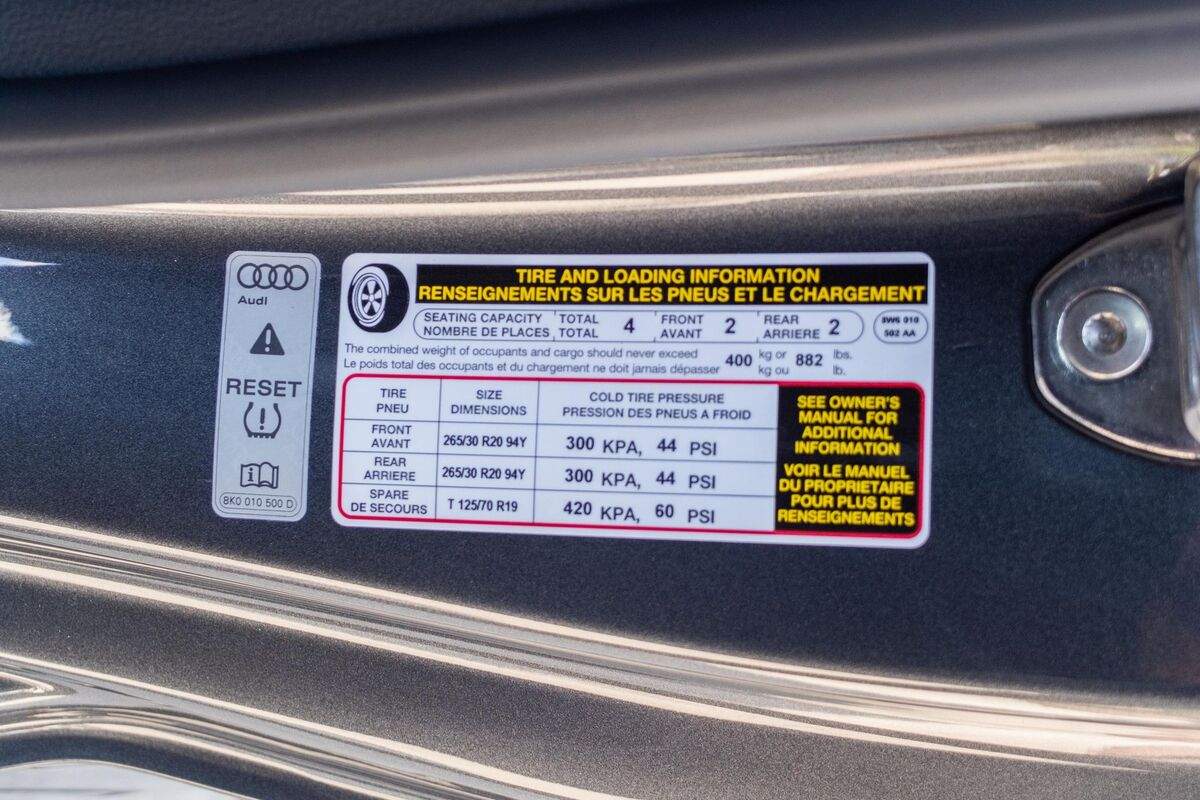 Audi
RESET
8K0 010 500 D
TIRE AND LOADING INFORMATION
RENSEIGNEMENTS SUR LES PNEUS ET LE CHARGEMENT
SEATING CAPACITY TOTAL 4 FRONT 2 REAR 2
NOMBRE DE PLACES TOTAL AVANT ARRIERE
8W6 010
502 AA
The combined weight of occupants and cargo should never exceed 400 kg or 882 lbs.
Le poids total des occupants et du chargement ne doit jamais dépasser kg ou lb.
TIRE SIZE COLD TIRE PRESSURE
PNEU DIMENSIONS PRESSION DES PNEUS A FROID
FRONT
AVANT 265/30 R20 94Y 300 KPA, 44 PSI
REAR
ARRIERE 265/30 R20 94Y 300 KPA, 44 PSI
SPARE
DE SECOURS T 125/70 R19 420 KPA, 60 PSI
SEE OWNER'S
MANUAL FOR
ADDITIONAL
INFORMATION
VOIR LE MANUEL
DU PROPRIETAIRE
POUR PLUS DE
RENSEIGNEMENTS